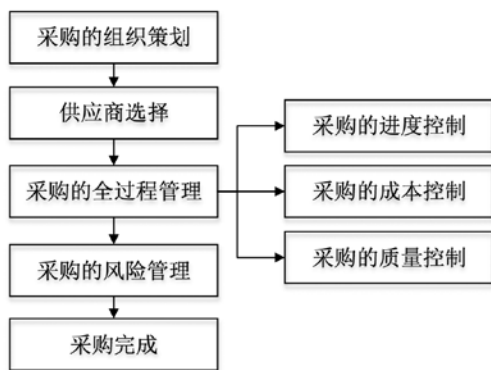 采购的组织策划
供应商选择
采购的全过程管理
采购的风险管理
采购完成
采购的进度控制
采购的成本控制
采购的质量控制